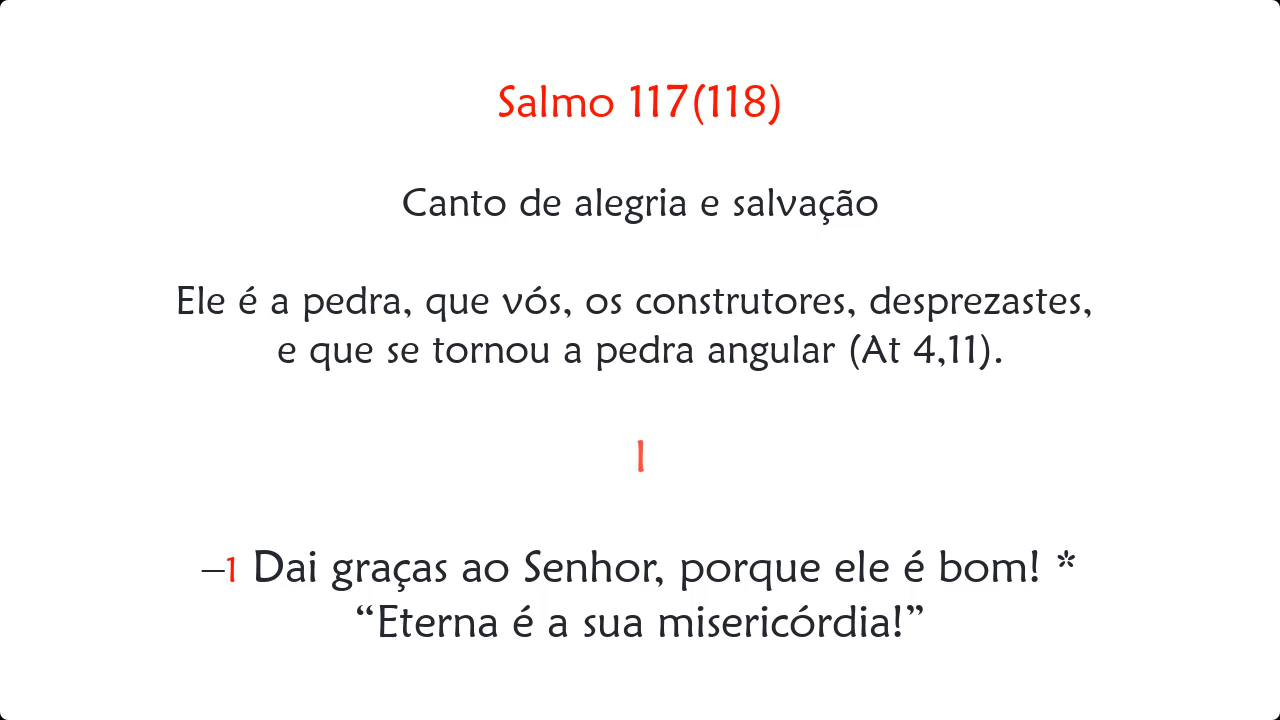 Salmo 117(118)
Canto de alegria e salvação
Ele é a pedra, que vós, os construtores, desprezastes,
e que se tornou a pedra angular (At 4,11).
I
–1 Dai graças ao Senhor, porque ele é bom! *
“Eterna é a sua misericórdia!”